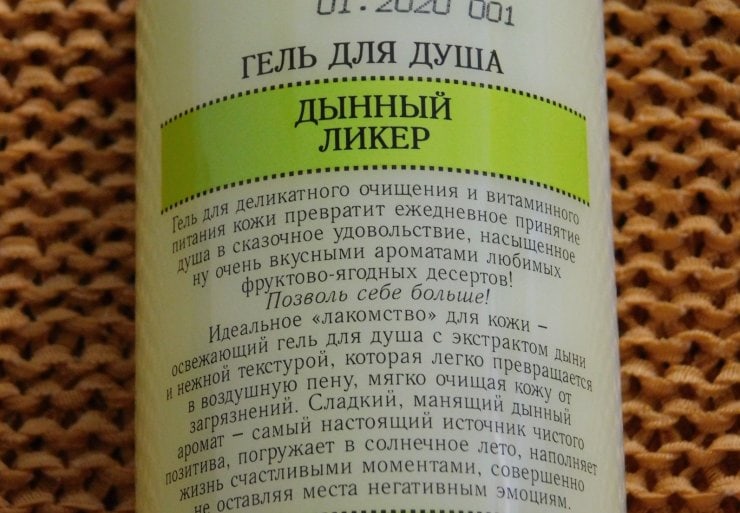 01.2020 001
ГЕЛЬ ДЛЯ ДУША
ДЫННЫЙ
ЛИКЕР
Гель для деликатного очищения и витаминного
питания кожи превратит ежедневное принятие
душа в сказочное удовольствие, насыщенное
ну очень вкусными ароматами любимых
фруктово-ягодных десертов!
Позволь себе больше!
Идеальное «лакомство» для кожи –
освежающий гель для душа с экстрактом дыни
и нежной текстурой, которая легко превращается
в воздушную пену, мягко очищая кожу от
загрязнений. Сладкий, манящий дынный
аромат – самый настоящий источник чистого
позитива, погружает в солнечное лето, наполняет
жизнь счастливыми моментами, совершенно
не оставляя места негативным эмоциям.